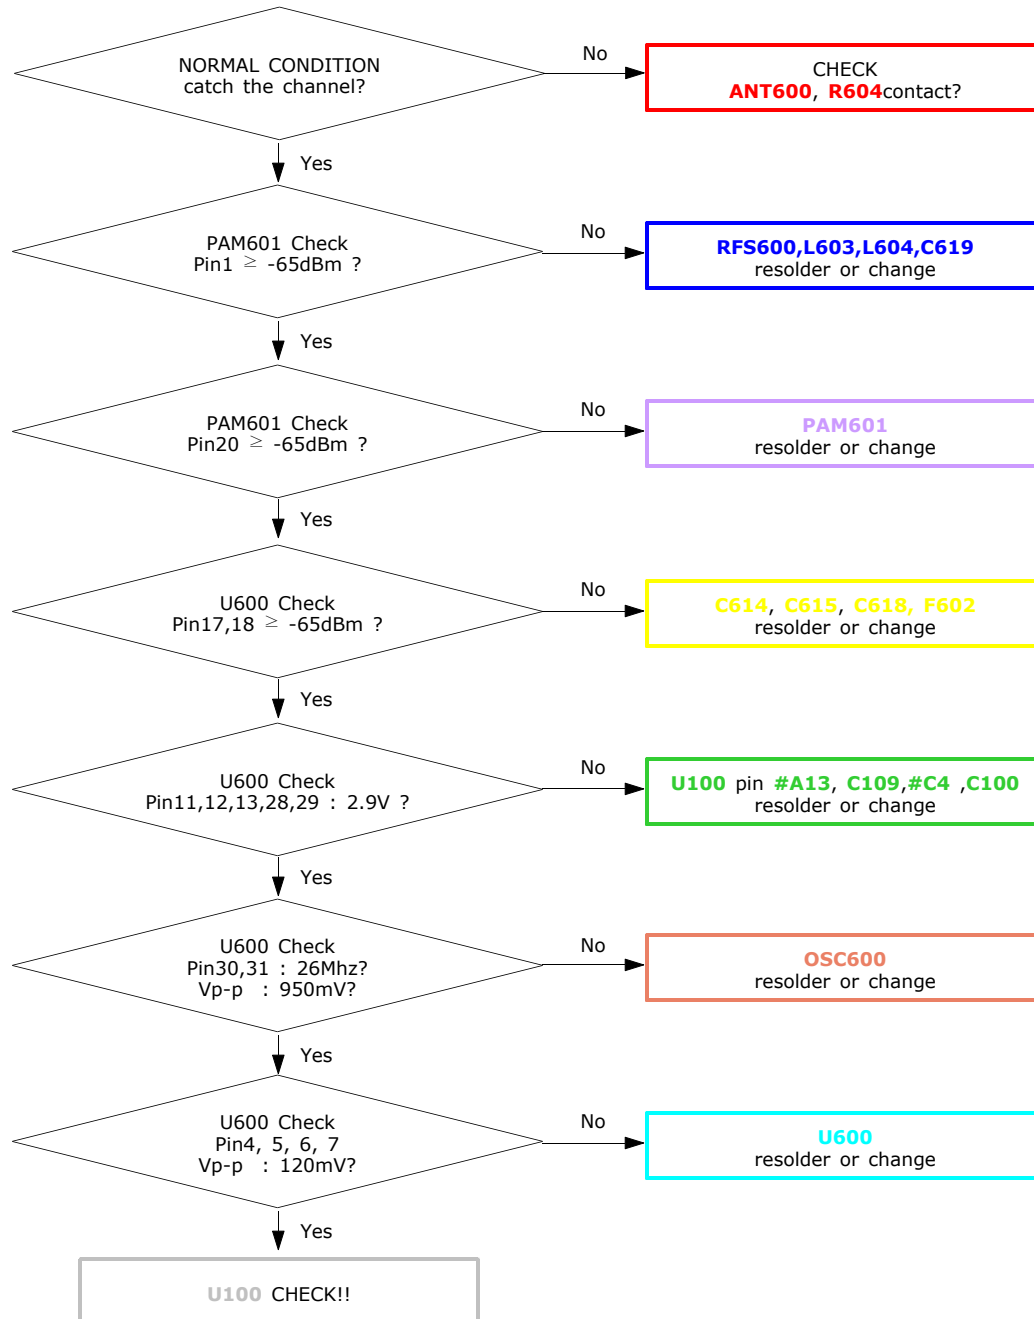 NORMAL CONDITION
catch the channel?
No
CHECK
ANT600, R604contact?
Yes
PAM601 Check
Pin1 ≥ -65dBm ?
No
RFS600,L603,L604,C619
resolder or change
Yes
PAM601 Check
Pin20 ≥ -65dBm ?
No
PAM601
resolder or change
Yes
U600 Check
Pin17,18 ≥ -65dBm ?
No
C614, C615, C618, F602
resolder or change
Yes
U600 Check
Pin11,12,13,28,29 : 2.9V ?
No
U100 pin #A13, C109,#C4 ,C100
resolder or change
Yes
U600 Check
Pin30,31 : 26Mhz?
Vp-p : 950mV?
No
OSC600
resolder or change
Yes
U600 Check
Pin4, 5, 6, 7
Vp-p : 120mV?
No
U600
resolder or change
Yes
U100 CHECK!!